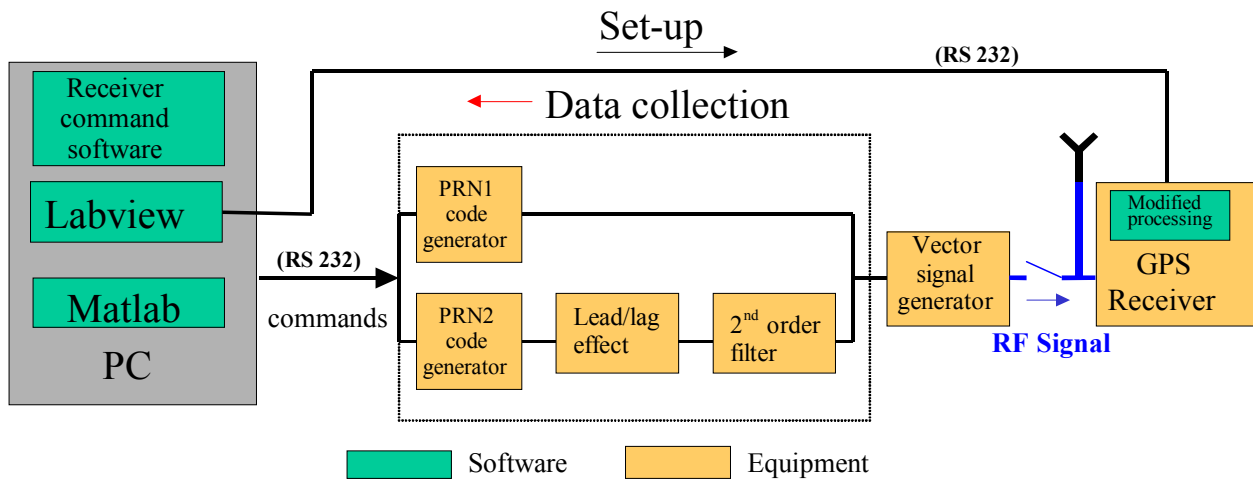 Set-up
(RS 232)
Data collection
Receiver
command
software
Labview
Matlab
PC
(RS 232)
commands
PRN1
code
generator
PRN2
code
generator
Lead/lag
effect
2nd order
filter
Vector
signal
generator
RF Signal
Modified
processing
GPS
Receiver
Software
Equipment